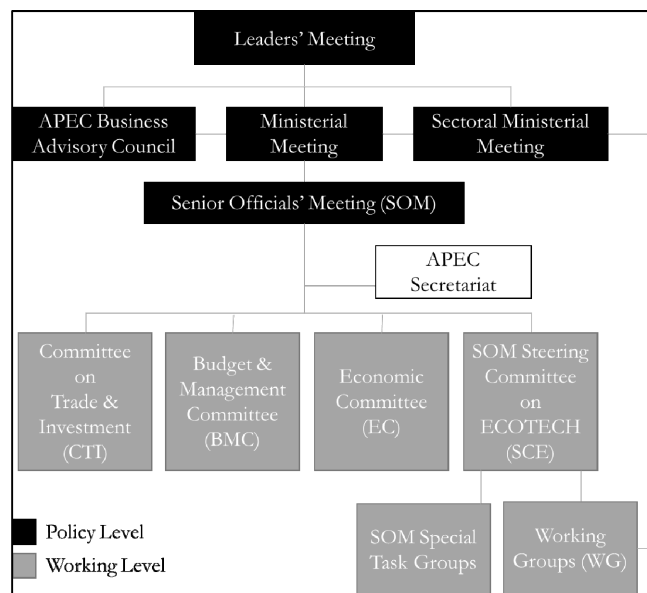 Leaders' Meeting
APEC Business
Advisory Council
Ministerial
Meeting
Sectoral Ministerial
Meeting
Senior Officials' Meeting (SOM)
APEC
Secretariat
Committee
on
Trade &
Investment
(CTI)
Budget &
Management
Committee
(BMC)
Economic
Committee
(EC)
SOM Steering
Committee
on
ECOTECH
(SCE)
SOM Special
Task Groups
Working
Groups (WG)
Policy Level
Working Level